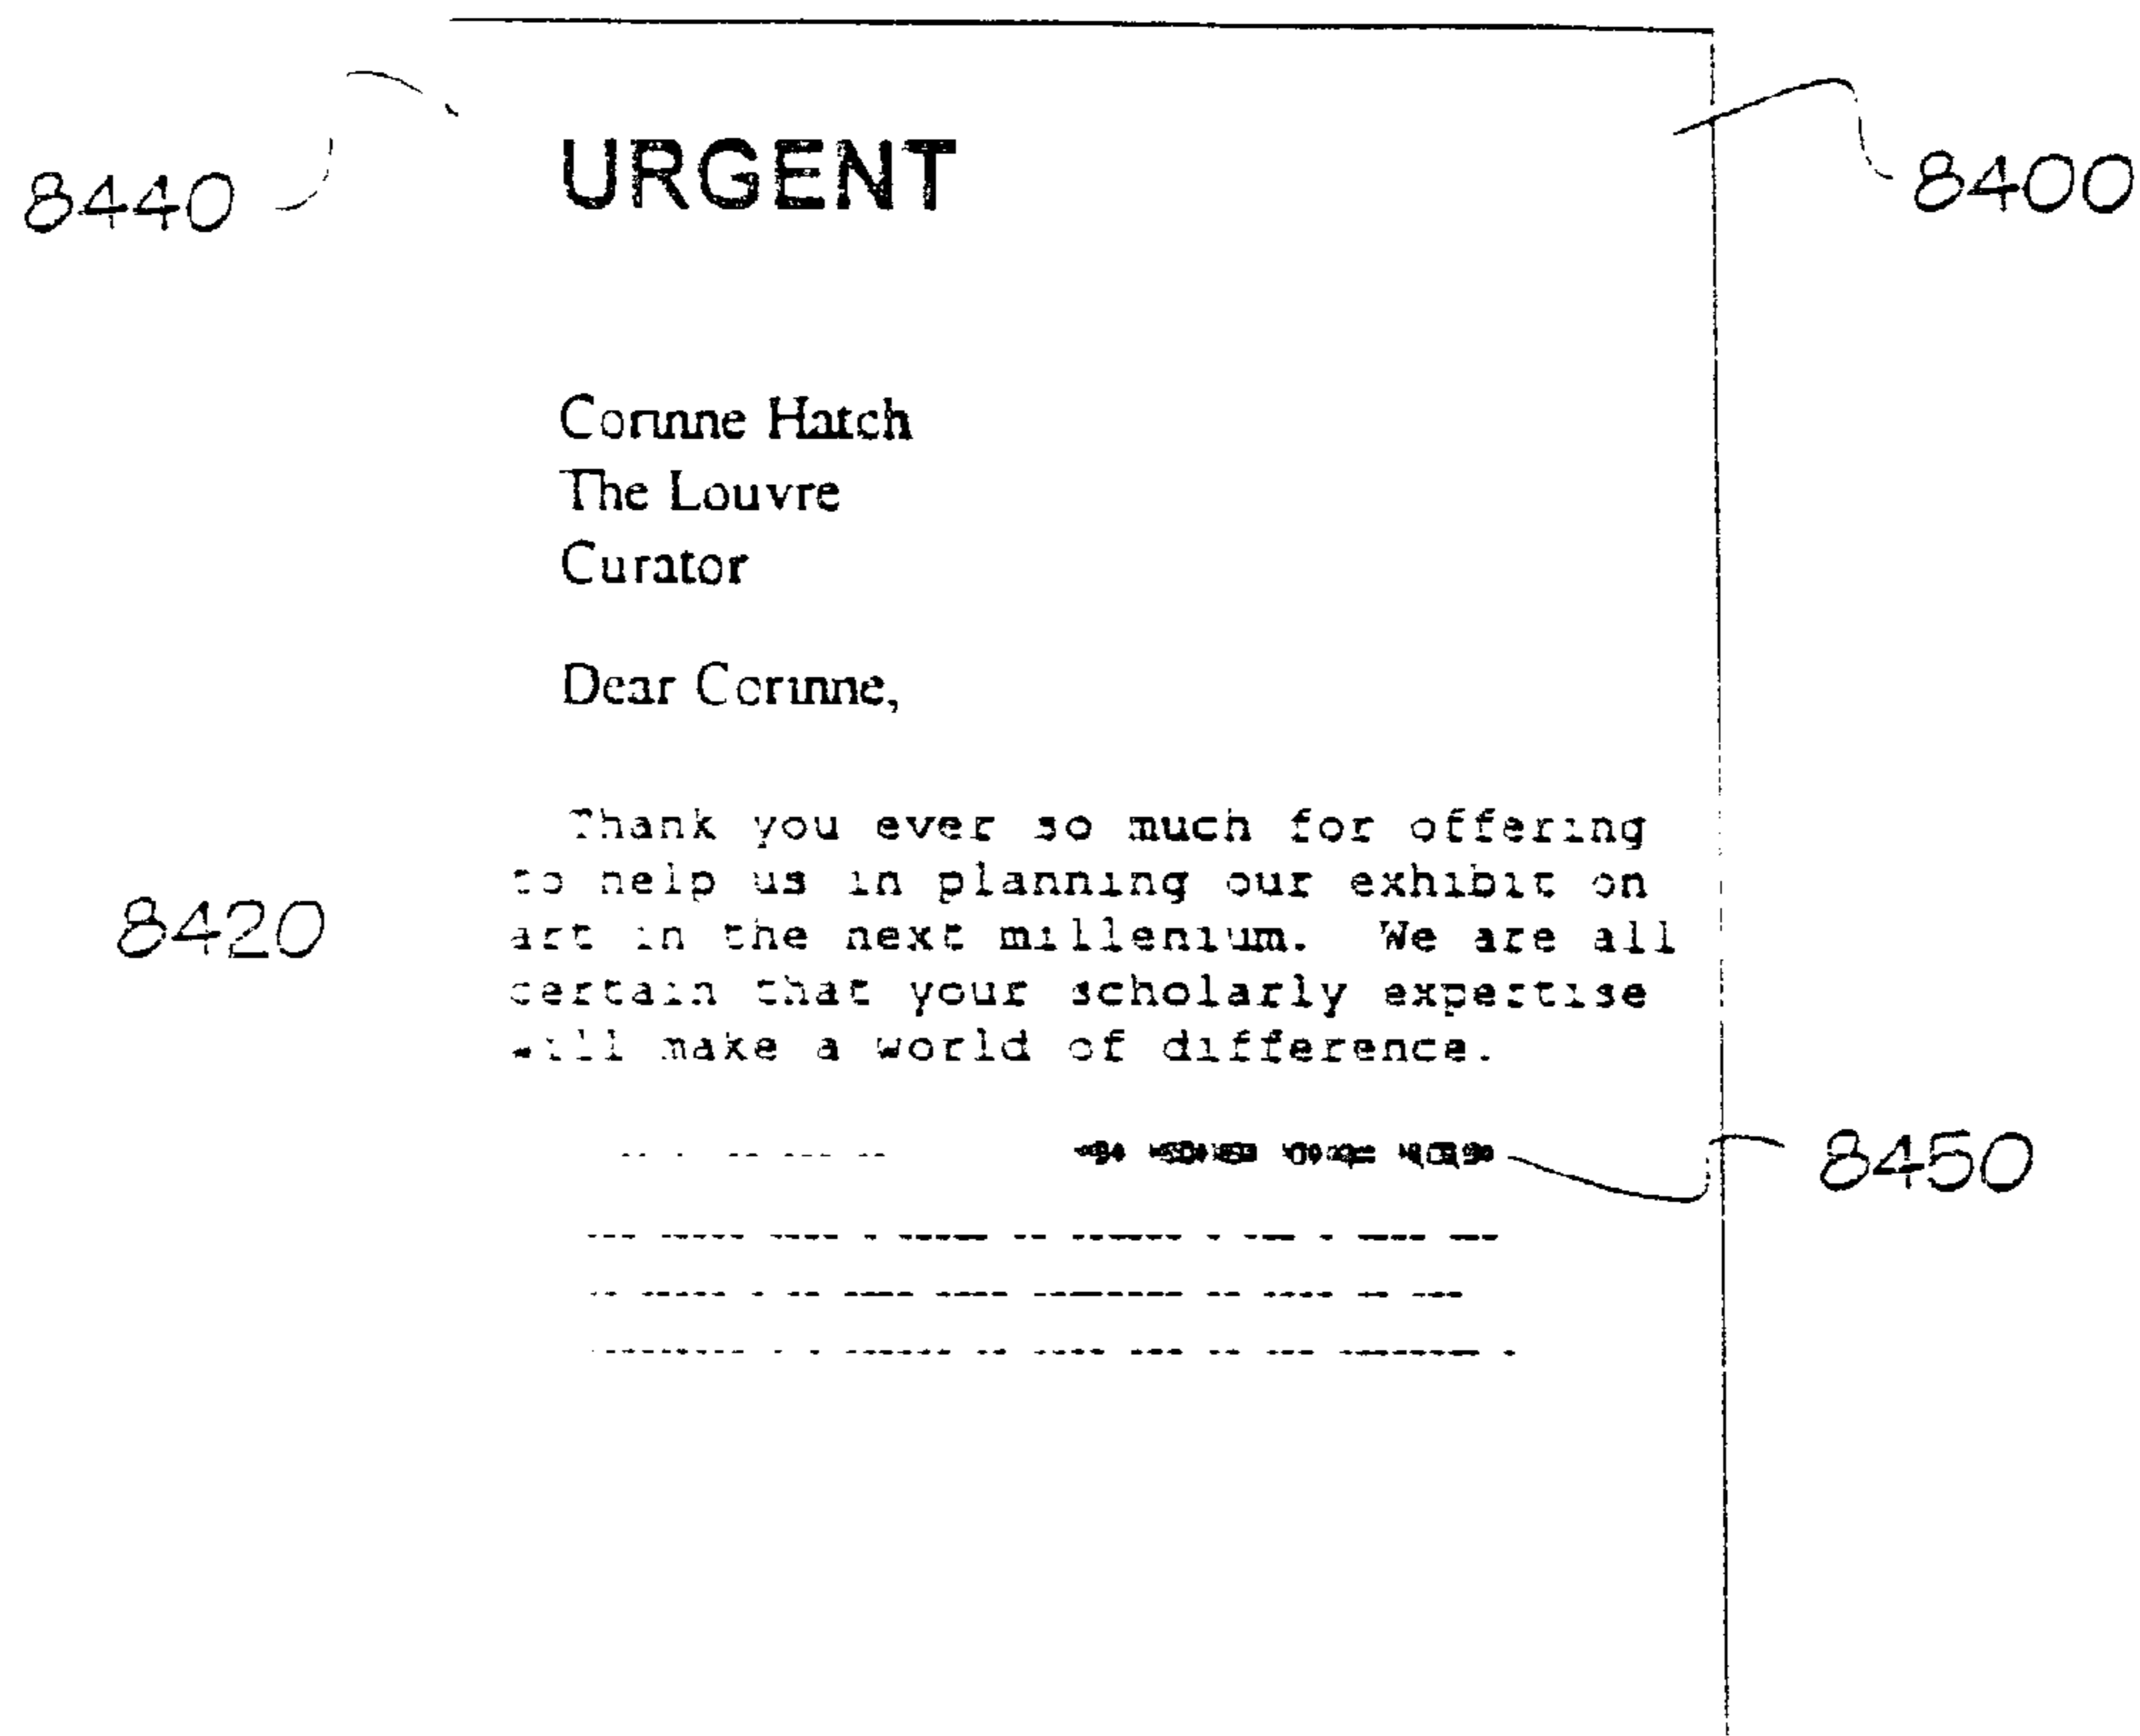 URGENT
8440
8400
Corinne Hatch
The Louvre
Curator
Dear Corinne,
Thank you ever so much for offering
to help us in planning our exhibit on
art in the next millenium. We are all
certain that your scholarly expertise
will make a world of difference.
8420
8450